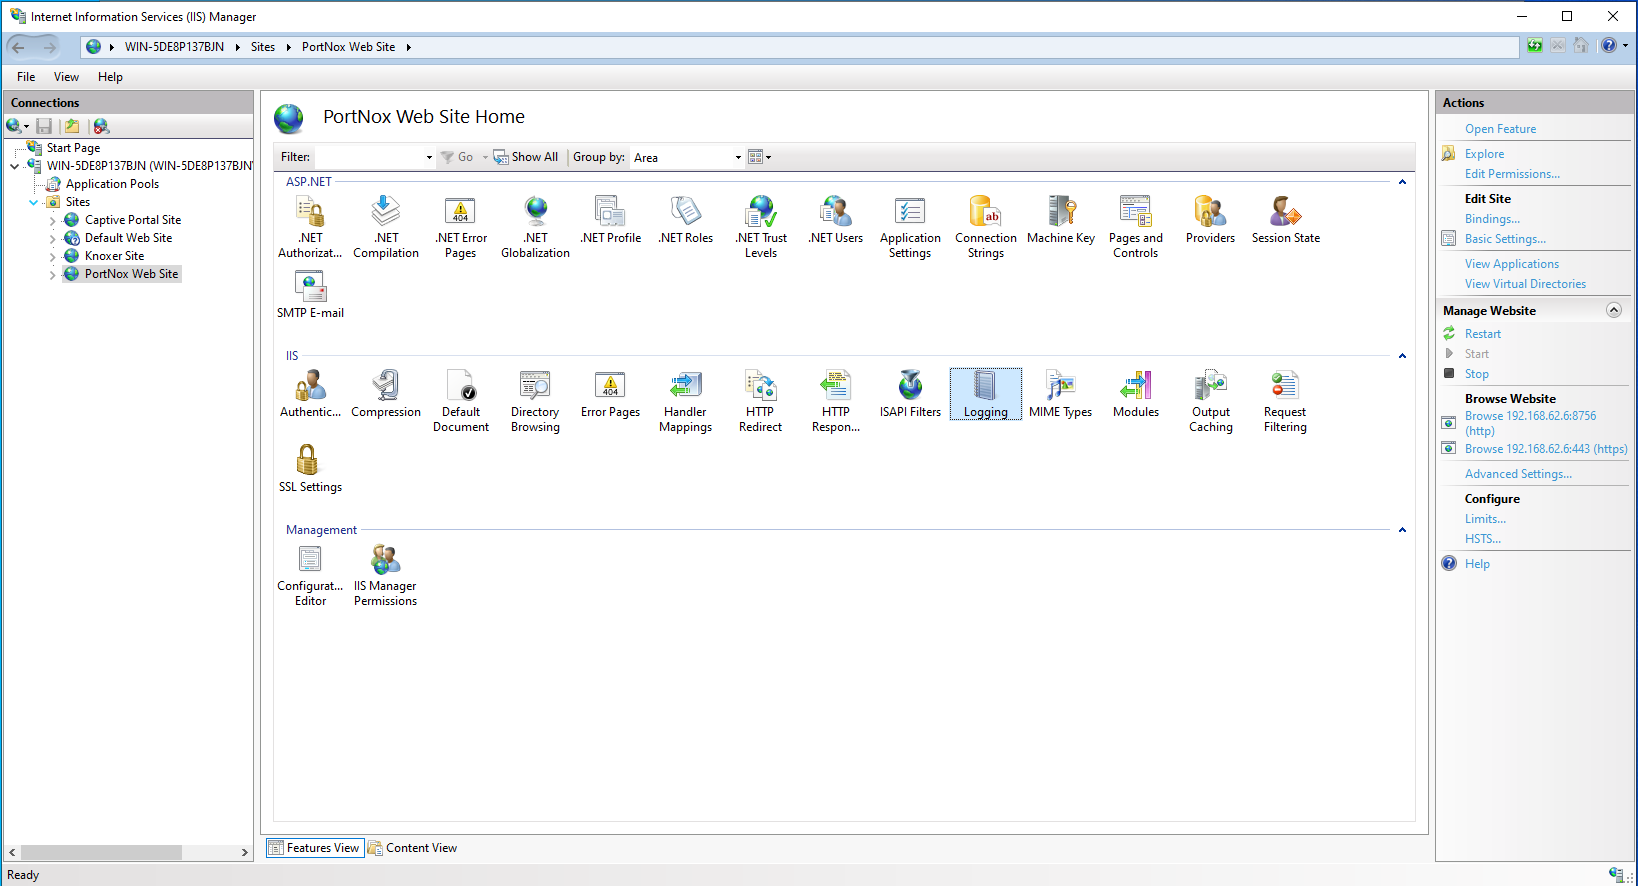 Internet Information Services (IIS) Manager
WIN-5DE8P137BJN
Sites
PortNox Web Site
File
View
Help
Connections
Start Page
WIN-5DE8P137BJN (WIN-5DE8P137BJN\
Application Pools
Sites
Captive Portal Site
Default Web Site
Knoxer Site
PortNox Web Site
PortNox Web Site Home
Filter:
Go
Show All
Group by:
Area
ASP.NET
.NET Authorizat...
.NET Compilation
.NET Error Pages
.NET Globalization
.NET Profile
.NET Roles
.NET Trust Levels
.NET Users
Application Settings
Connection Strings
Machine Key
Pages and Controls
Providers
Session State
SMTP E-mail
IIS
Authentic...
Compression
Default Document
Directory Browsing
Error Pages
Handler Mappings
HTTP Redirect
HTTP Respon...
ISAPI Filters
Logging
MIME Types
Modules
Output Caching
Request Filtering
SSL Settings
Management
Configurat... Editor
IIS Manager Permissions
Features View
Content View
Actions
Open Feature
Explore
Edit Permissions...
Edit Site
Bindings...
Basic Settings...
View Applications
View Virtual Directories
Manage Website
Restart
Start
Stop
Browse Website
Browse 192.168.62.6:8756
(http)
Browse 192.168.62.6:443 (https)
Advanced Settings...
Configure
Limits...
HSTS...
Help
Ready